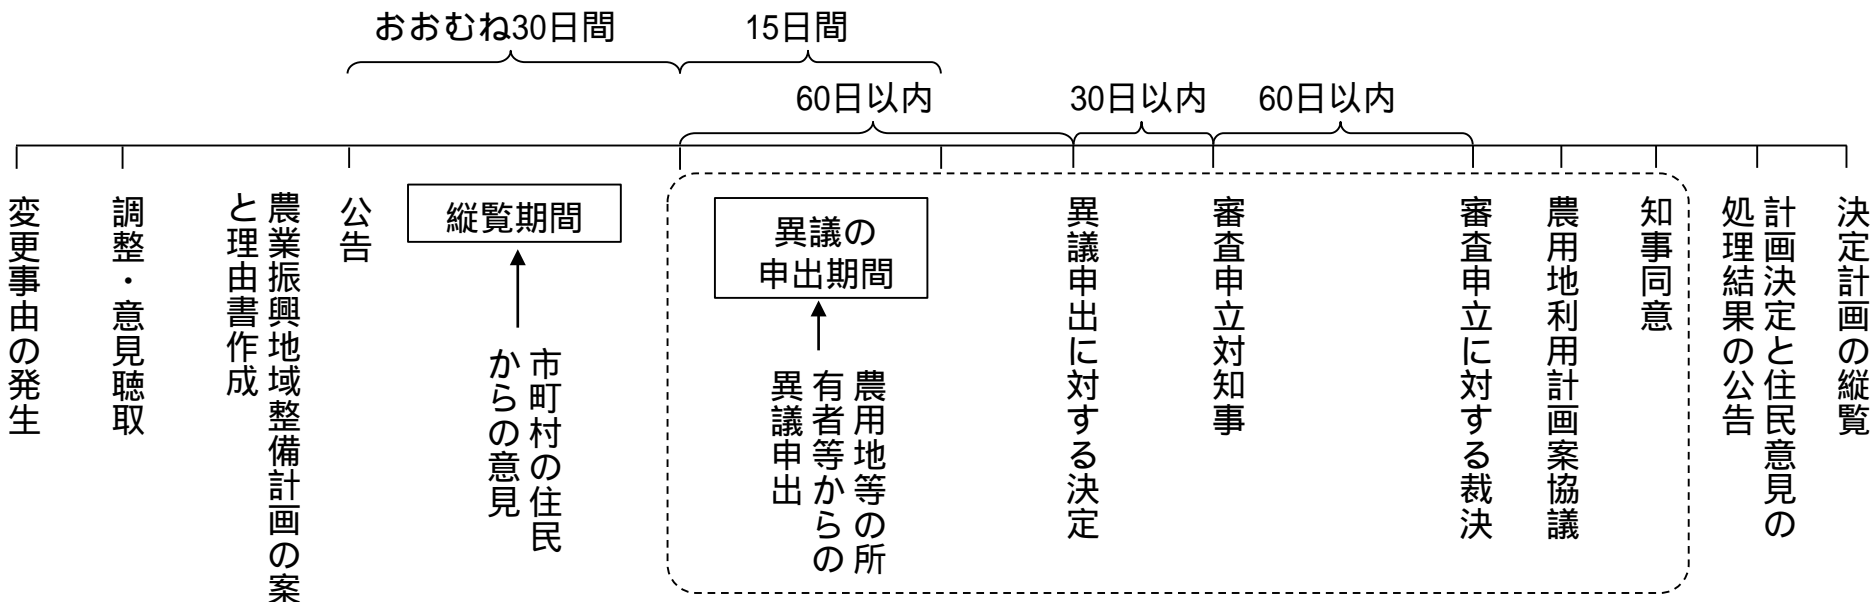 おおむね30日間
15日間
60日以内
30日以内
60日以内
変更事由の発生
調整・意見聴取
農業振興地域整備計画の案
と理由書作成
公告
縦覧期間
市町村の住民
からの意見
異議の
申出期間
農用地等の所
有者等からの
異議申出
異議申出に対する決定
審査申立対知事
審査申立に対する裁決
農用地利用計画案協議
知事同意
計画決定と住民意見の
処理結果の公告
決定計画の縦覧